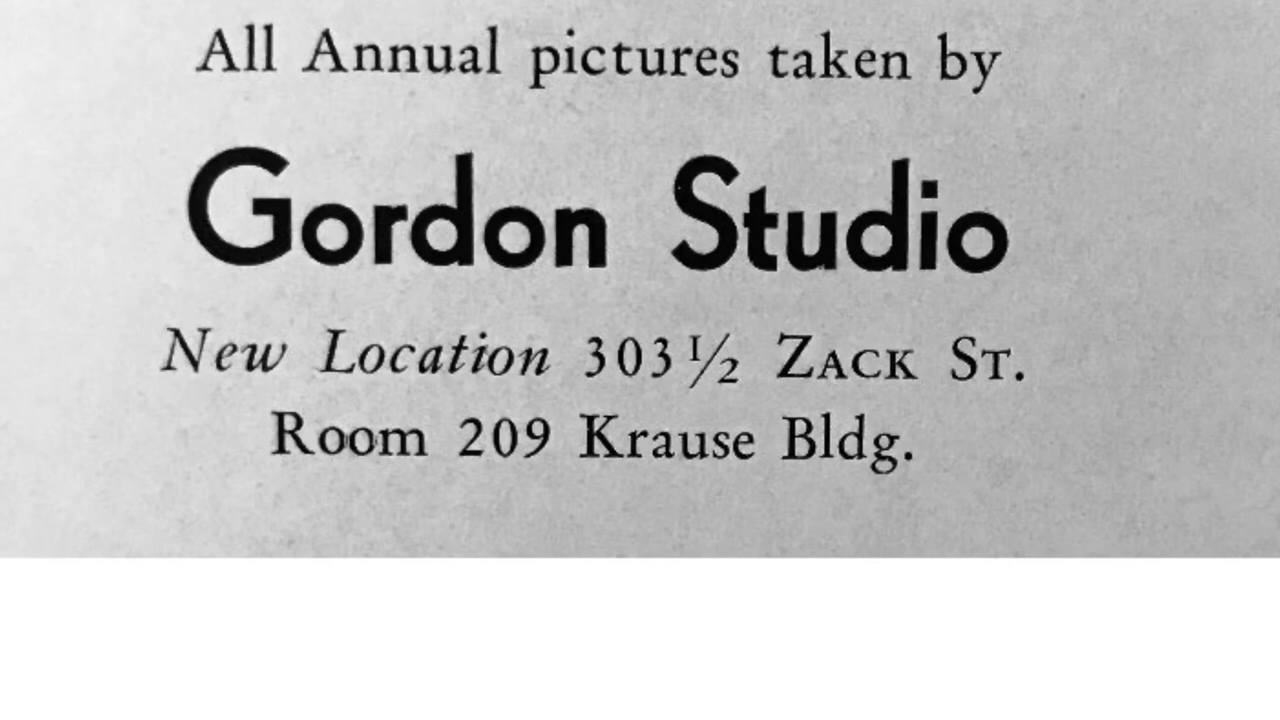 All Annual pictures taken by
Gordon Studio
New Location 303½ ZACK ST.
Room 209 Krause Bldg.